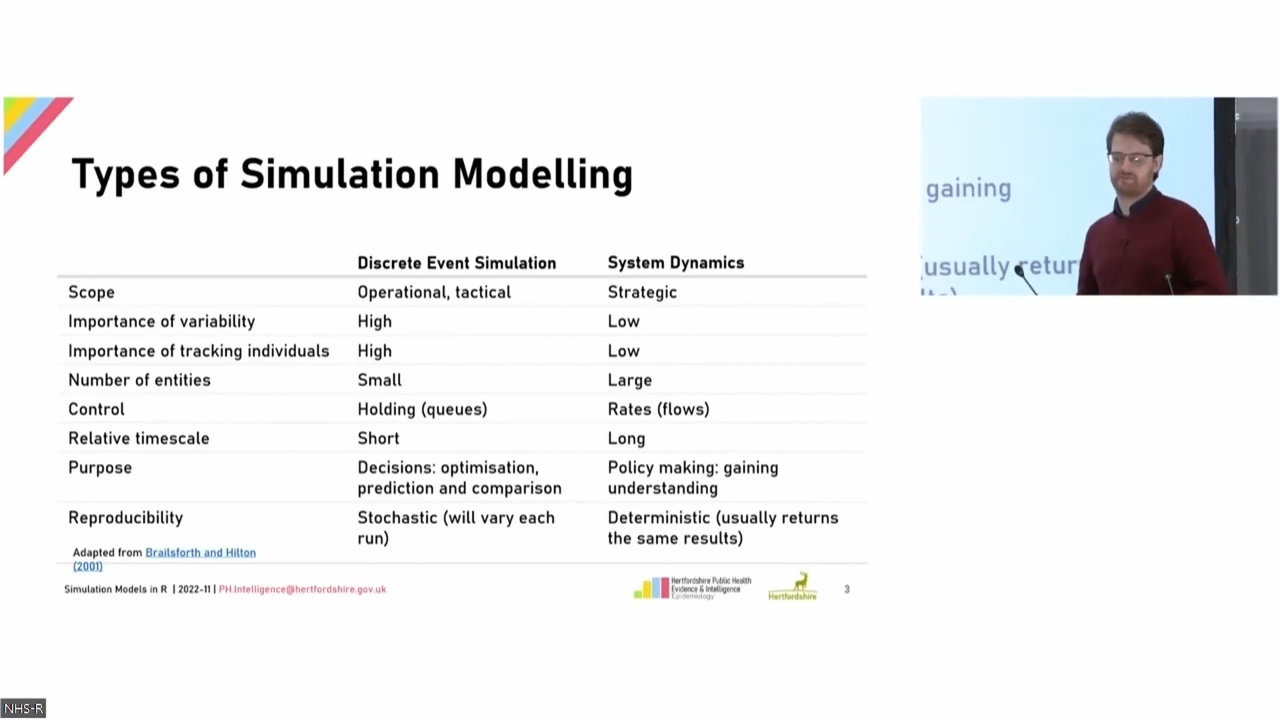 Types of Simulation Modelling
Discrete Event Simulation System Dynamics
Scope Operational, tactical Strategic
Importance of variability High Low
Importance of tracking individuals High Low
Number of entities Small Large
Control Holding (queues) Rates (flows)
Relative timescale Short Long
Purpose Decisions: optimisation, Policy making: gaining
prediction and comparison understanding
Reproducibility Stochastic (will vary each Deterministic (usually returns
run) the same results)
Adapted from Brailsforth and Hilton
(2001)
Simulation Models in R | 2022-11 | PH.Intelligence@hertfordshire.gov.uk
Hertfordshire Public Health
Evidence & Intelligence
Epidemiology
Hertfordshire
3
gaining
(usually retur
NHS-R